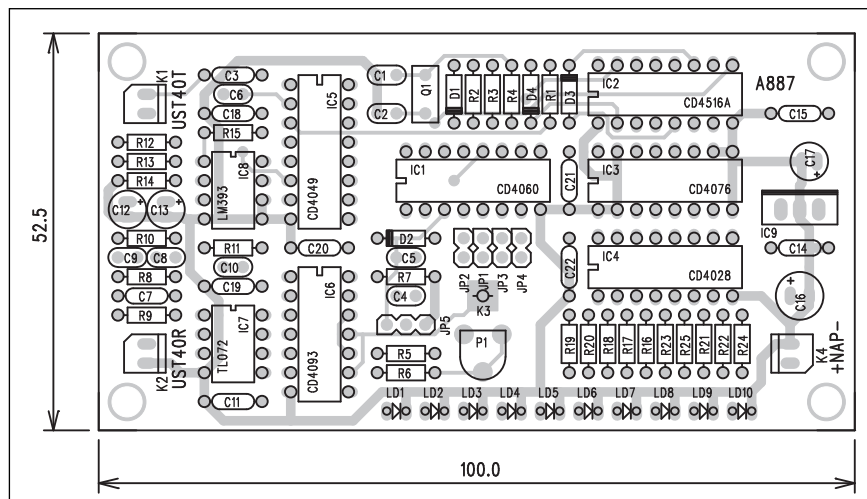 K1
UST40T
C3
C6
C18
R15
IC5
CD4049
C1
C2
Q1
D1
R2
R3
R4
D4
R1
D3
IC2
CD4516A
A887
C15
R12
R13
R14
LM393
IC8
IC1
CD4060
C21
IC3
CD4076
C17
+
C12
+
C13
+
IC9
52.5
R10
C9
C8
R11
C10
C20
D2
C5
R7
C4
JP2
JP1
JP3
JP4
C22
IC4
CD4028
C14
R8
C7
R9
C19
IC7
TL072
IC6
CD4093
K3
JP5
C16
+
K2
UST40R
R5
R6
P1
R19
R20
R18
R17
R16
R23
R25
R21
R22
R24
K4
+NAP-
C11
LD1
LD2
LD3
LD4
LD5
LD6
LD7
LD8
LD9
LD10
100.0